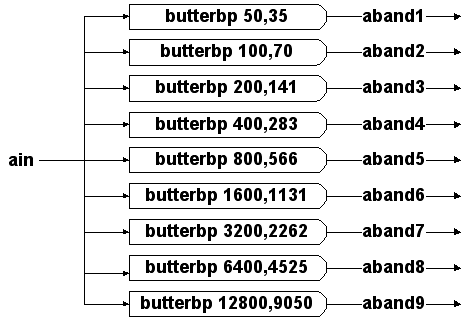 butterbp 50,35 aband1
butterbp 100,70 aband2
butterbp 200,141 aband3
butterbp 400,283 aband4
ain butterbp 800,566 aband5
butterbp 1600,1131 aband6
butterbp 3200,2262 aband7
butterbp 6400,4525 aband8
butterbp 12800,9050 aband9